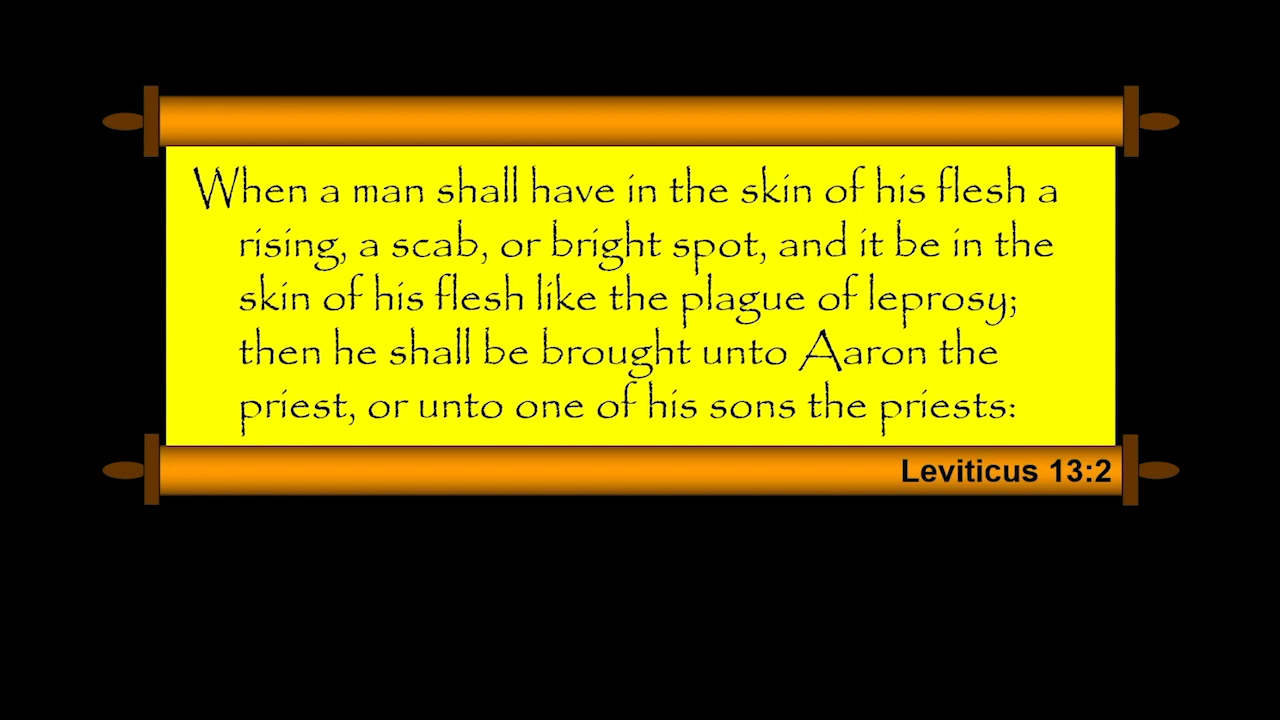 When a man shall have in the skin of his flesh a
rising, a scab, or bright spot, and it be in the
skin of his flesh like the plague of leprosy;
then he shall be brought unto Aaron the
priest, or unto one of his sons the priests:
Leviticus 13:2